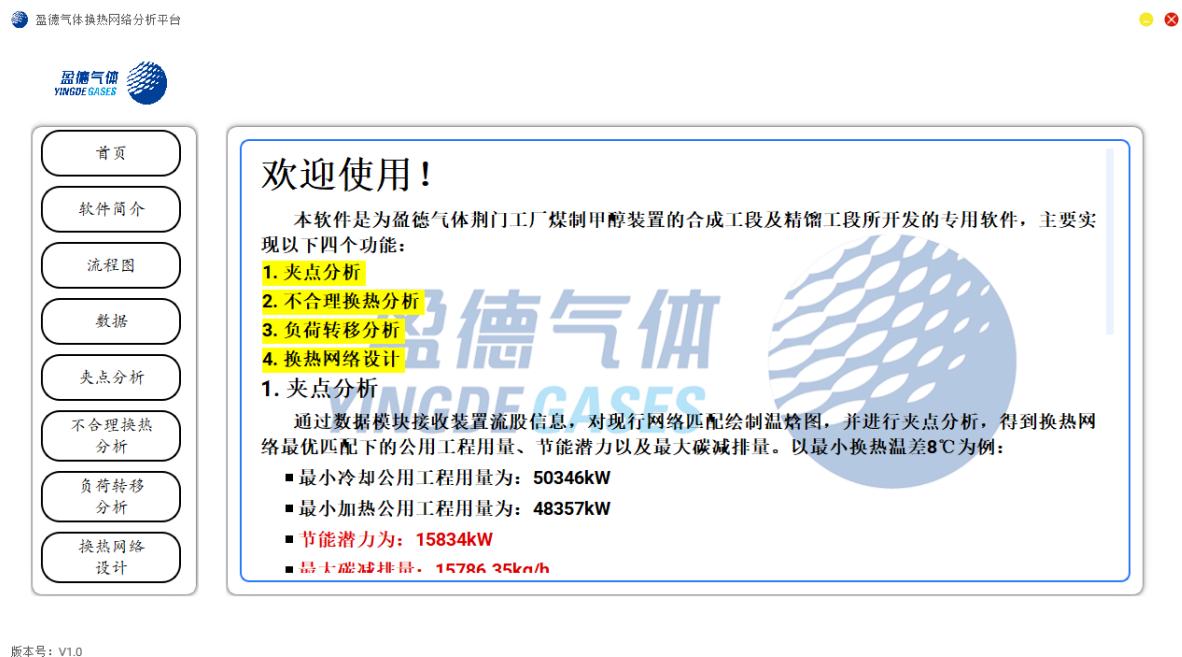 盈德气体换热网络分析平台
盈德气体
YINGDE GASES
首页
软件简介
流程图
数据
夹点分析
不合理换热
分析
负荷转移
分析
换热网络
设计
欢迎使用！
本软件是为盈德气体荆门工厂煤制甲醇装置的合成工段及精馏工段所开发的专用软件，主要实
现以下四个功能：
1. 夹点分析
2. 不合理换热分析
3. 负荷转移分析
4. 换热网络设计
盈德气体
YINGDE GASES
1. 夹点分析
通过数据模块接收装置流股信息，对现行网络匹配绘制温焓图，并进行夹点分析，得到换热网
络最优匹配下的公用工程用量、节能潜力以及最大碳减排量。以最小换热温差8℃为例：
▪ 最小冷却公用工程用量为：50346kW
▪ 最小加热公用工程用量为：48357kW
▪ 节能潜力为：15834kW
▪ 最大碳减排量：15786.35kg/h
版本号：V1.0